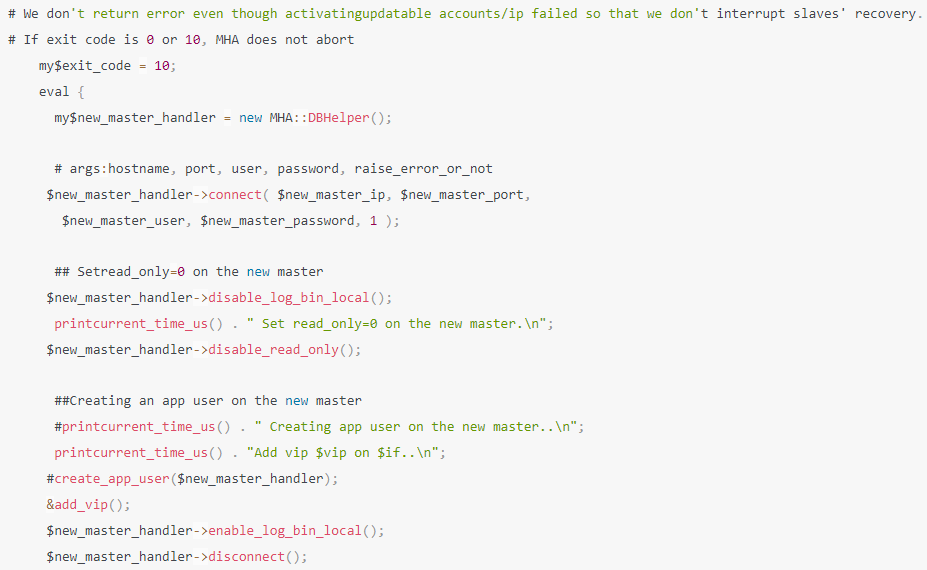 # We don't return error even though activatingupdatable accounts/ip failed so that we don't interrupt slaves' recovery.
# If exit code is 0 or 10, MHA does not abort
my$exit_code = 10;
eval {
my$new_master_handler = new MHA::DBHelper();
# args:hostname, port, user, password, raise_error_or_not
$new_master_handler->connect( $new_master_ip, $new_master_port,
$new_master_user, $new_master_password, 1 );
## Setread_only=0 on the new master
$new_master_handler->disable_log_bin_local();
printcurrent_time_us() . " Set read_only=0 on the new master.\n";
$new_master_handler->disable_read_only();
##Creating an app user on the new master
#printcurrent_time_us() . " Creating app user on the new master..\n";
printcurrent_time_us() . "Add vip $vip on $if..\n";
#create_app_user($new_master_handler);
&add_vip();
$new_master_handler->enable_log_bin_local();
$new_master_handler->disconnect();